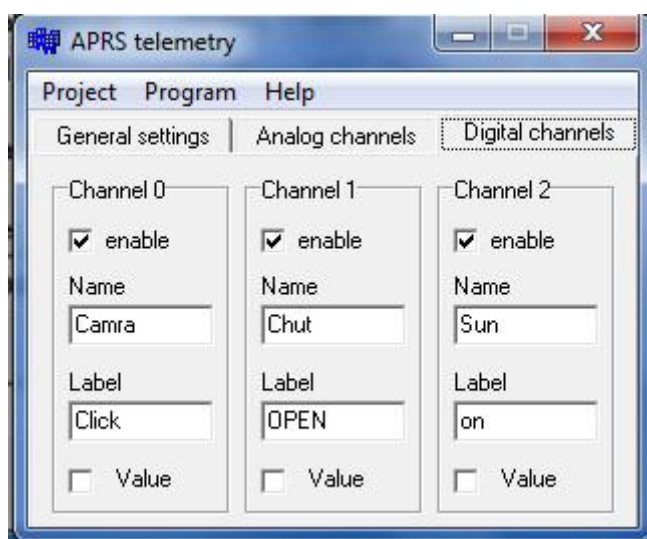 APRS telemetry
Project Program Help
General settings Analog channels Digital channels
Channel 0 Channel 1 Channel 2
enable enable enable
Name Name Name
Camra Chut Sun
Label Label Label
Click OPEN on
Value Value Value